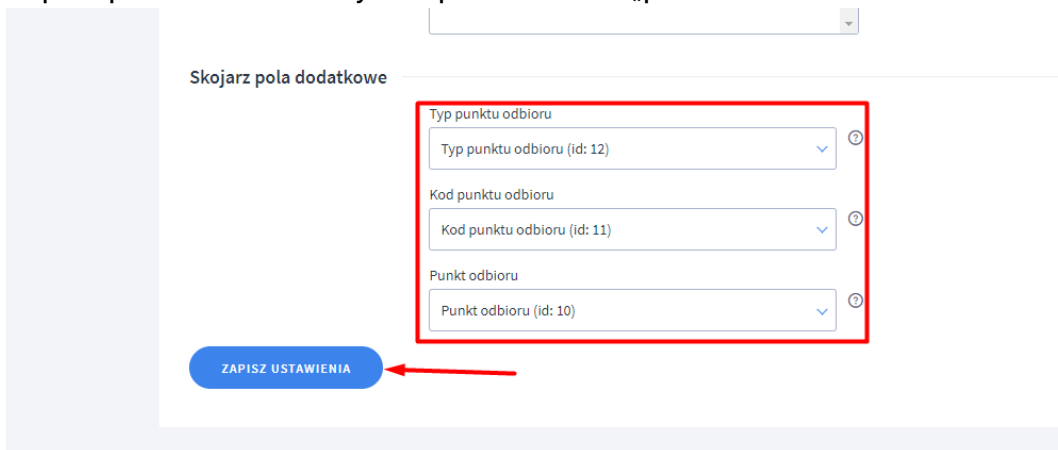 Skojarz pola dodatkowe
Typ punktu odbioru
Typ punktu odbioru (id: 12)
Kod punktu odbioru
Kod punktu odbioru (id: 11)
Punkt odbioru
Punkt odbioru (id: 10)
ZAPISZ USTAWIENIA